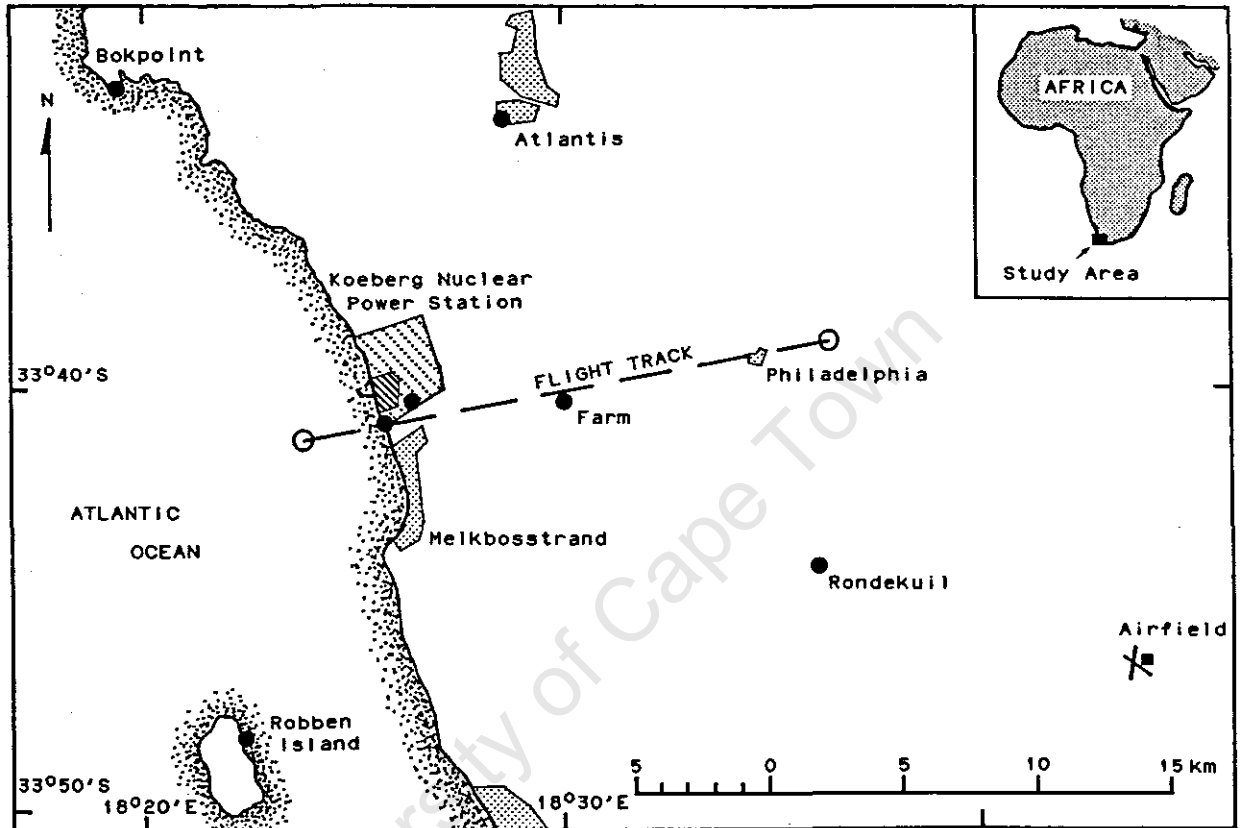 Bokpoint
N
Atlantis
AFRICA
Study Area
Koeberg Nuclear
Power Station
33°40'S
FLIGHT TRACK
Philadelphia
Farm
ATLANTIC
OCEAN
Melkbosstrand
Rondekuil
Airfield
Robben
Island
33°50'S
18°20'E
18°30'E
5 0 5 10 15 km
ersity of Cape Town